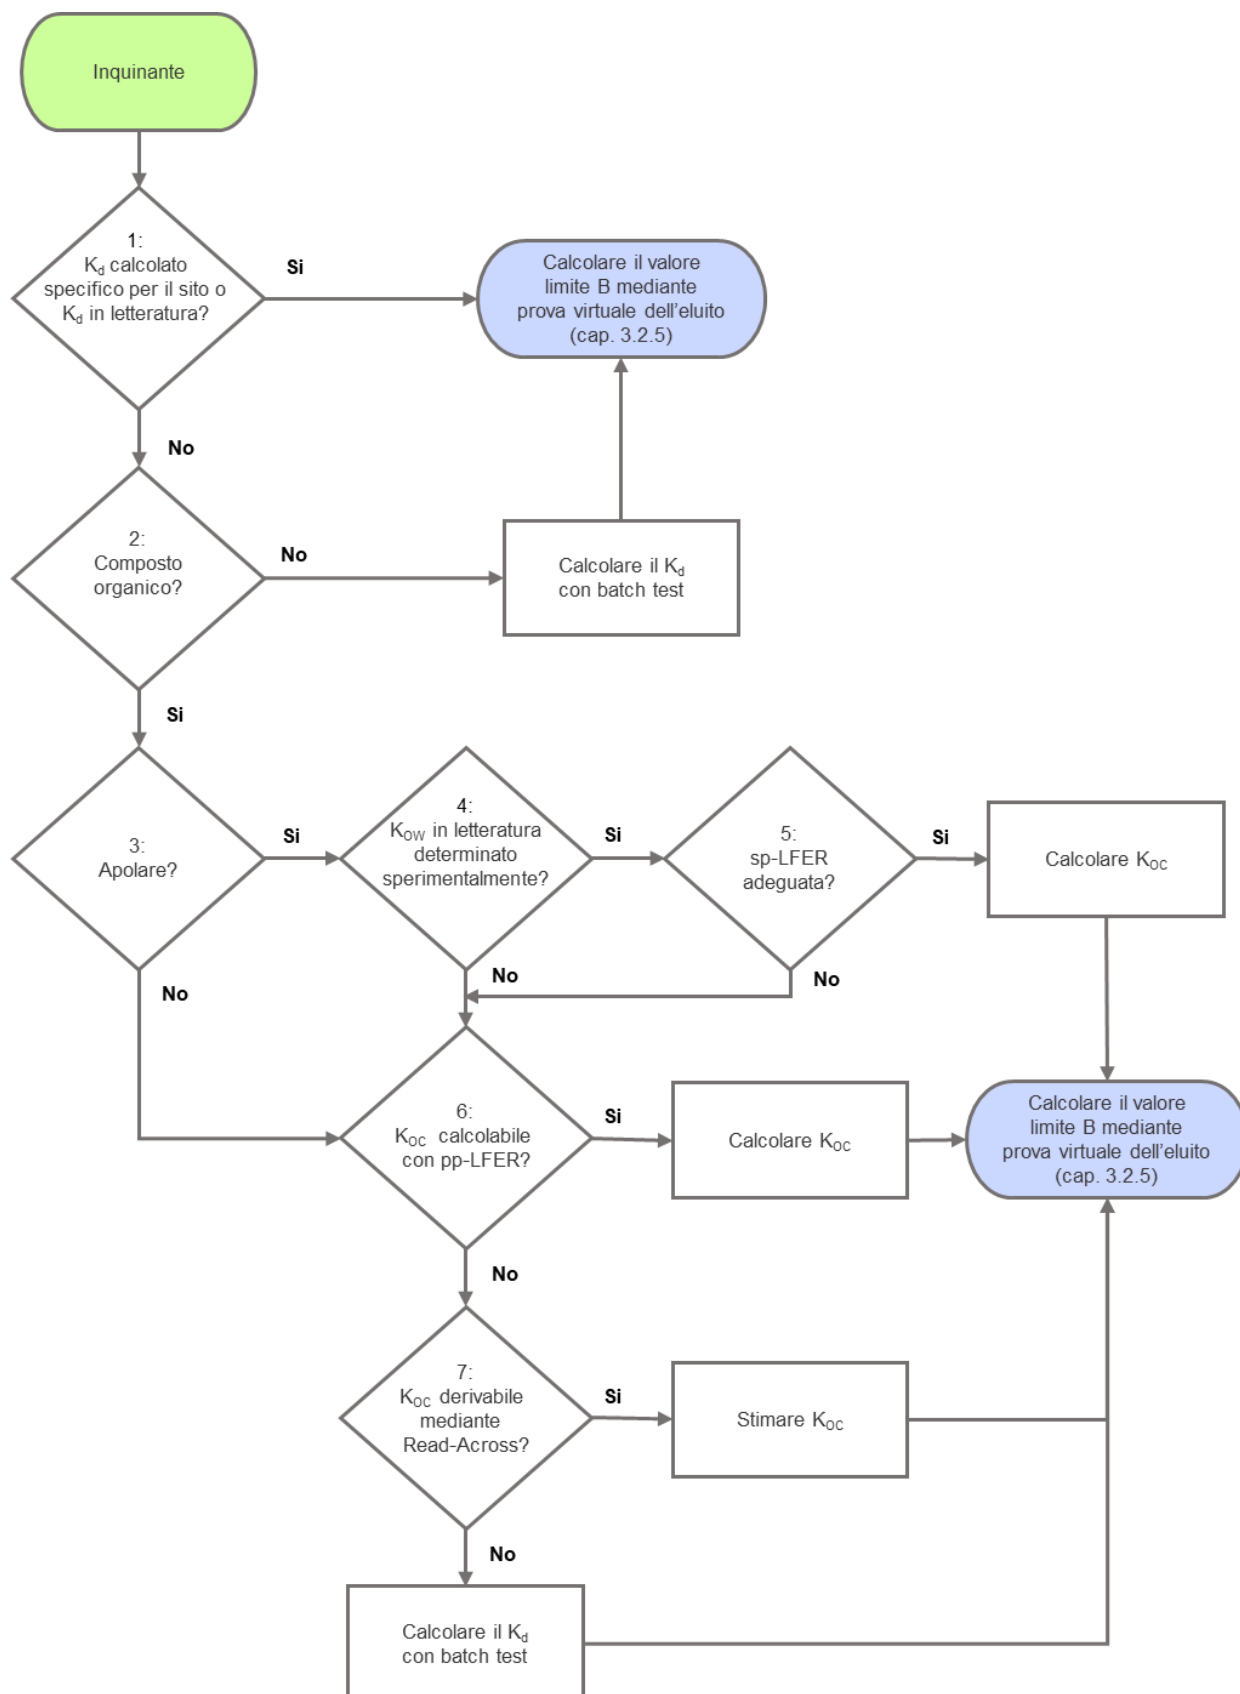 Inquinante
1:
Kd calcolato
specifico per il sito o
Kd in letteratura?
Si
Calcolare il valore
limite B mediante
prova virtuale dell'eluito
(cap. 3.2.5)
No
2:
Composto
organico?
No
Calcolare il Kd
con batch test
Si
3:
Apolare?
Si
4:
KOW in letteratura
determinato
sperimentalmente?
Si
5:
sp-LFER
adeguata?
Si
Calcolare KOC
No
No
No
6:
KOC calcolabile
con pp-LFER?
Si
Calcolare KOC
Calcolare il valore
limite B mediante
prova virtuale dell'eluito
(cap. 3.2.5)
No
7:
KOC derivabile
mediante
Read-Across?
Si
Stimare KOC
No
Calcolare il Kd
con batch test